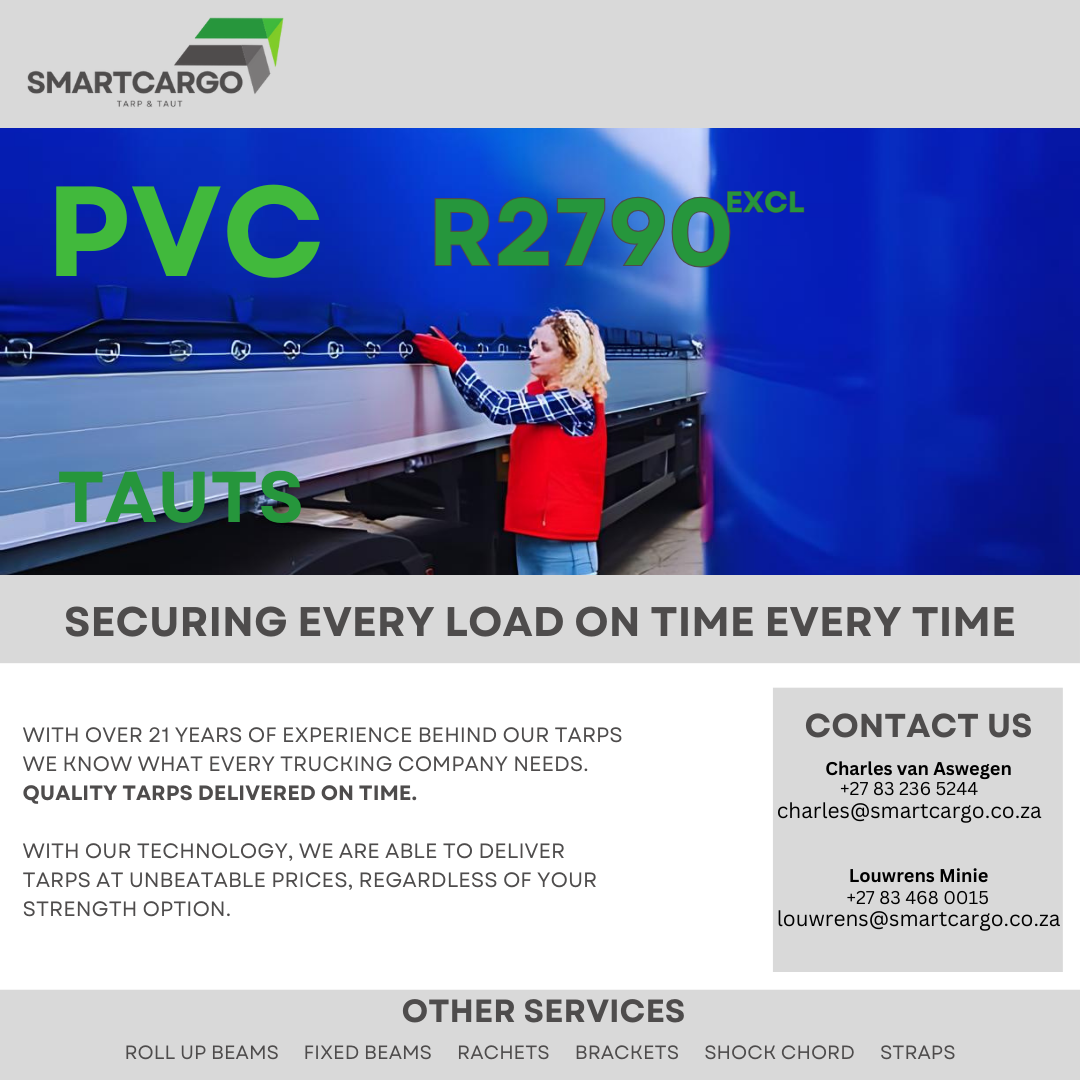 SMARTCARGO
TARP & TAUT
PVC
R2790 EXCL
TAUTS
SECURING EVERY LOAD ON TIME EVERY TIME
WITH OVER 21 YEARS OF EXPERIENCE BEHIND OUR TARPS
WE KNOW WHAT EVERY TRUCKING COMPANY NEEDS.
QUALITY TARPS DELIVERED ON TIME.
WITH OUR TECHNOLOGY, WE ARE ABLE TO DELIVER
TARPS AT UNBEATABLE PRICES, REGARDLESS OF YOUR
STRENGTH OPTION.
CONTACT US
Charles van Aswegen
+27 83 236 5244
charles@smartcargo.co.za
Louwrens Minie
+27 83 468 0015
louwrens@smartcargo.co.za
OTHER SERVICES
ROLL UP BEAMS FIXED BEAMS RACHETS BRACKETS SHOCK CHORD STRAPS